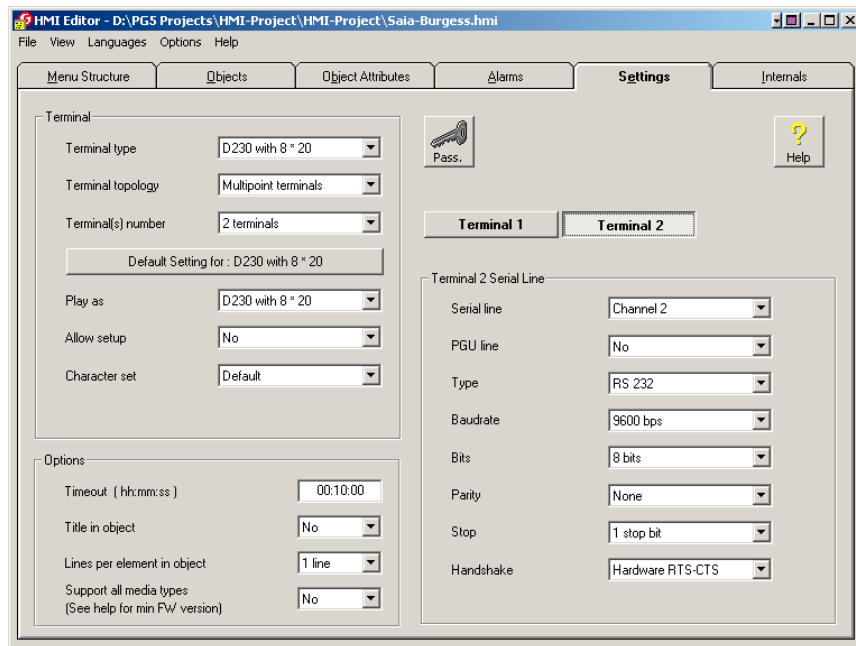 HMI Editor - D:\PG5 Projects\HMI-Project\HMI-Project\Saia-Burgess.hmi
File View Languages Options Help
Menu Structure Objects Object Attributes Alarms Settings Internals
Terminal
Terminal type D230 with 8 * 20
Terminal topology Multipoint terminals
Terminal(s) number 2 terminals
Default Setting for : D230 with 8 * 20
Play as D230 with 8 * 20
Allow setup No
Character set Default
Options
Timeout ( hh:mm:ss ) 00:10:00
Title in object No
Lines per element in object 1 line
Support all media types
(See help for min FW version) No
Pass.
? Help
Terminal 1 Terminal 2
Terminal 2 Serial Line
Serial line Channel 2
PGU line No
Type RS 232
Baudrate 9600 bps
Bits 8 bits
Parity None
Stop 1 stop bit
Handshake Hardware RTS-CTS